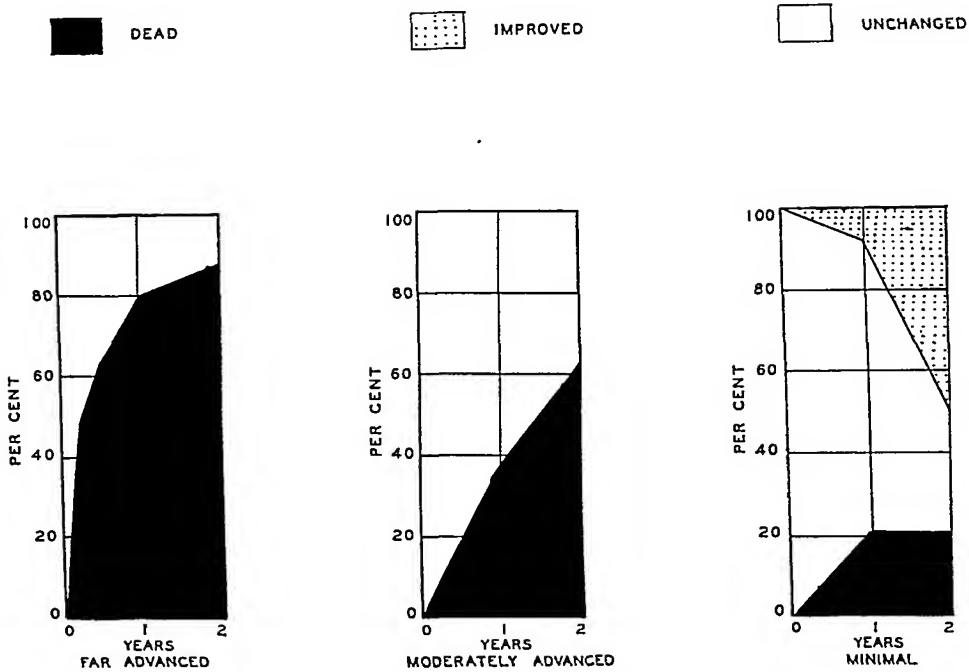 DEAD
IMPROVED
UNCHANGED
100
80
60
40
20
0
PER CENT
0 1 2
YEARS
FAR ADVANCED
100
80
60
40
20
0
PER CENT
0 1 2
YEARS
MODERATELY ADVANCED
100
80
60
40
20
0
PER CENT
0 1 2
YEARS
MINIMAL